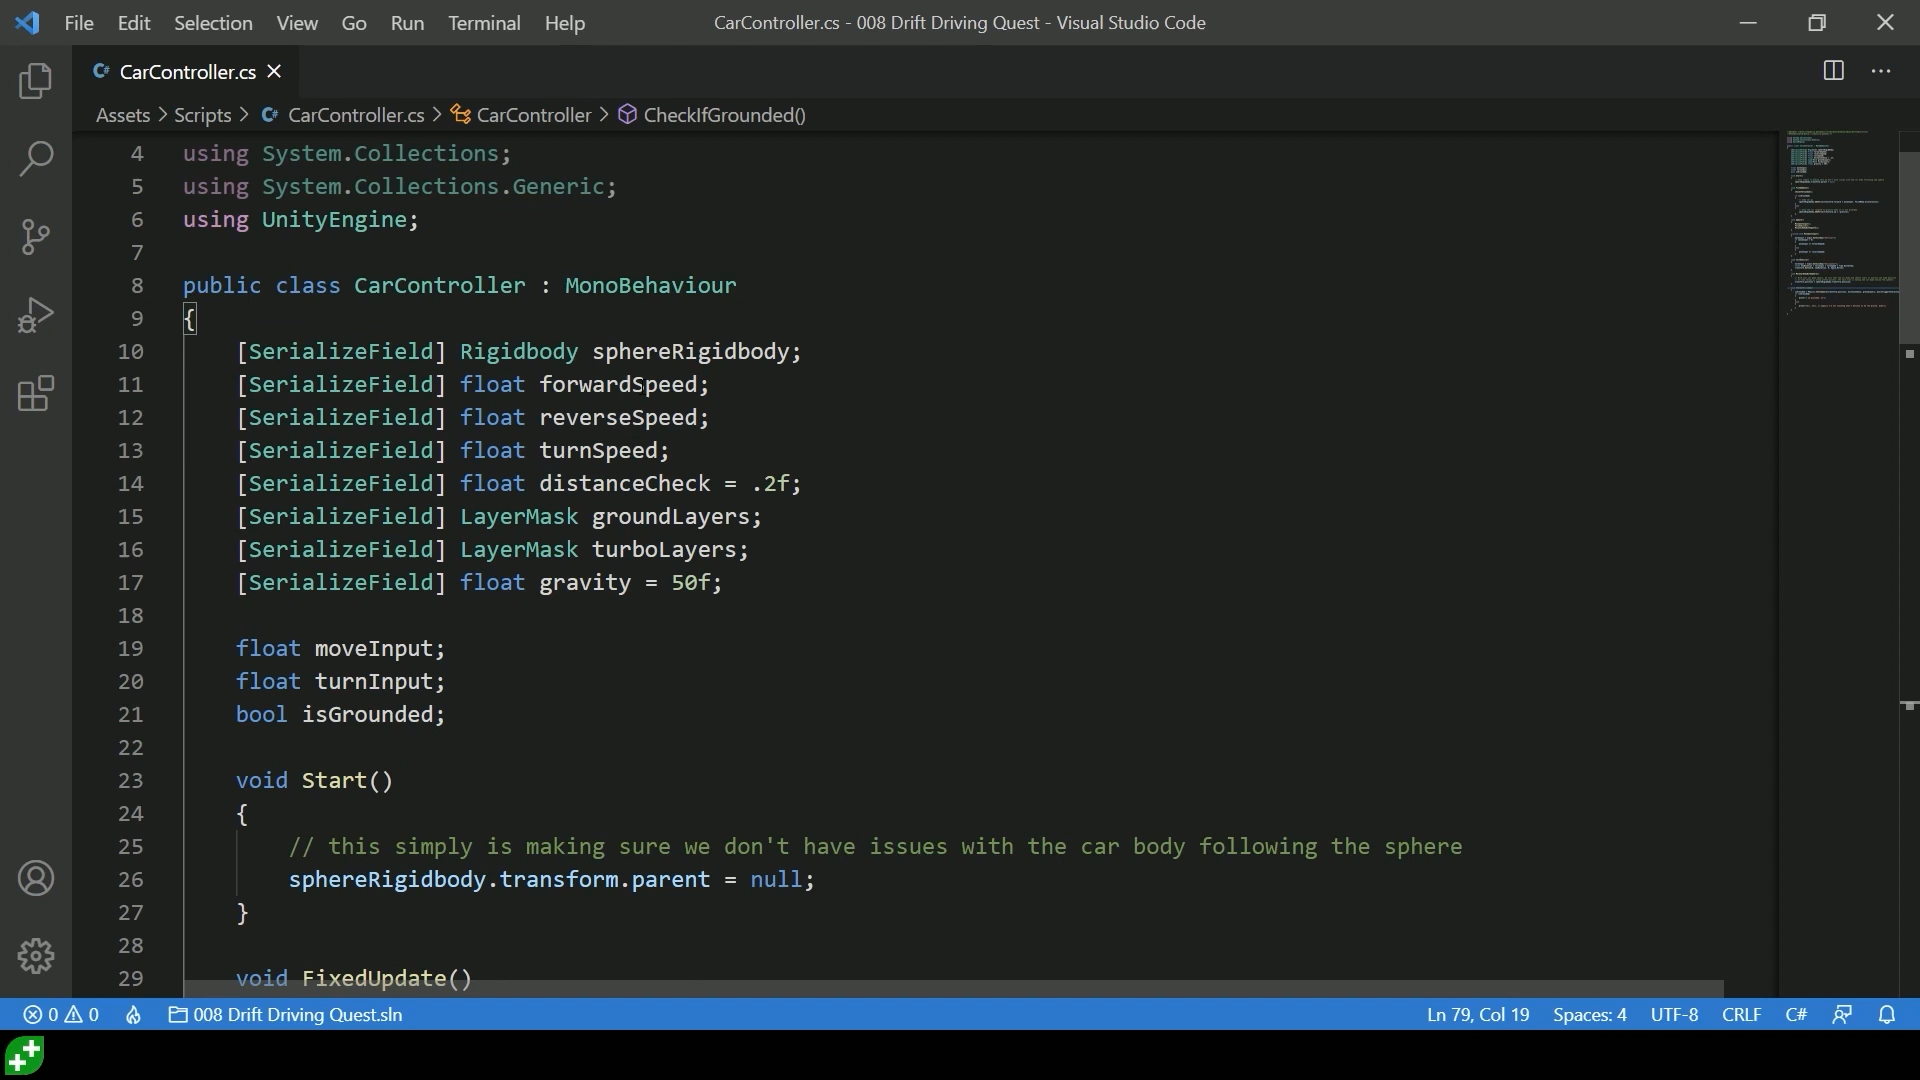 File Edit Selection View Go Run Terminal Help CarController.cs - 008 Drift Driving Quest - Visual Studio Code
CarController.cs
Assets > Scripts > CarController.cs > CarController > CheckIfGrounded()
4 using System.Collections;
5 using System.Collections.Generic;
6 using UnityEngine;
7
8 public class CarController : MonoBehaviour
9 {
10 [SerializeField] Rigidbody sphereRigidbody;
11 [SerializeField] float forwardSpeed;
12 [SerializeField] float reverseSpeed;
13 [SerializeField] float turnSpeed;
14 [SerializeField] float distanceCheck = .2f;
15 [SerializeField] LayerMask groundLayers;
16 [SerializeField] LayerMask turboLayers;
17 [SerializeField] float gravity = 50f;
18
19 float moveInput;
20 float turnInput;
21 bool isGrounded;
22
23 void Start()
24 {
25 // this simply is making sure we don't have issues with the car body following the sphere
26 sphereRigidbody.transform.parent = null;
27 }
28
29 void FixedUpdate()
0 0 008 Drift Driving Quest.sln Ln 79, Col 19 Spaces: 4 UTF-8 CRLF C#